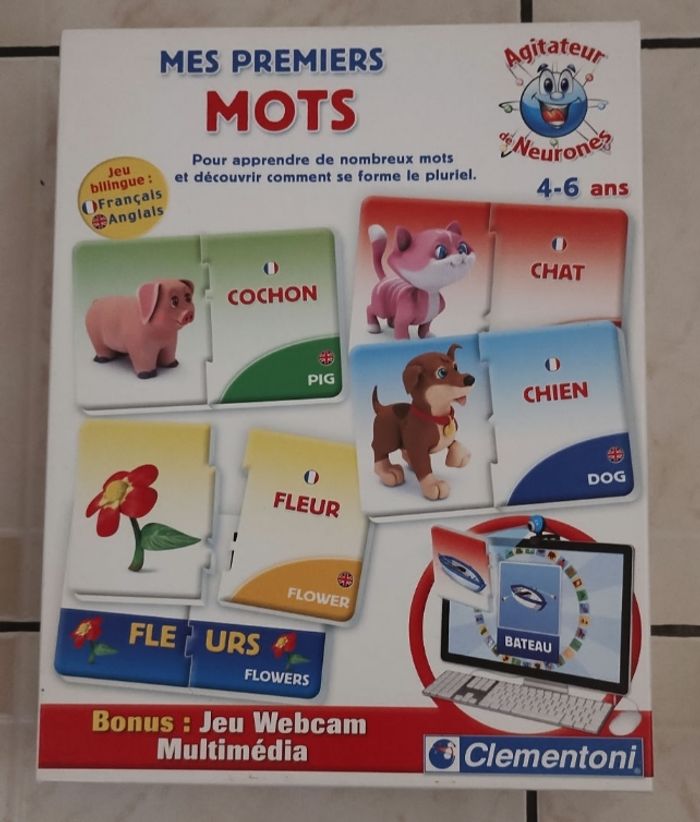 MES PREMIERS
MOTS
Agitateur
de Neurones
Pour apprendre de nombreux mots
et découvrir comment se forme le pluriel.
4-6 ans
Jeu
bilingue :
Français
Anglais
COCHON
PIG
CHAT
CHIEN
DOG
FLEUR
FLOWER
FLE URS
FLOWERS
BATEAU
Bonus : Jeu Webcam
Multimédia
Clementoni